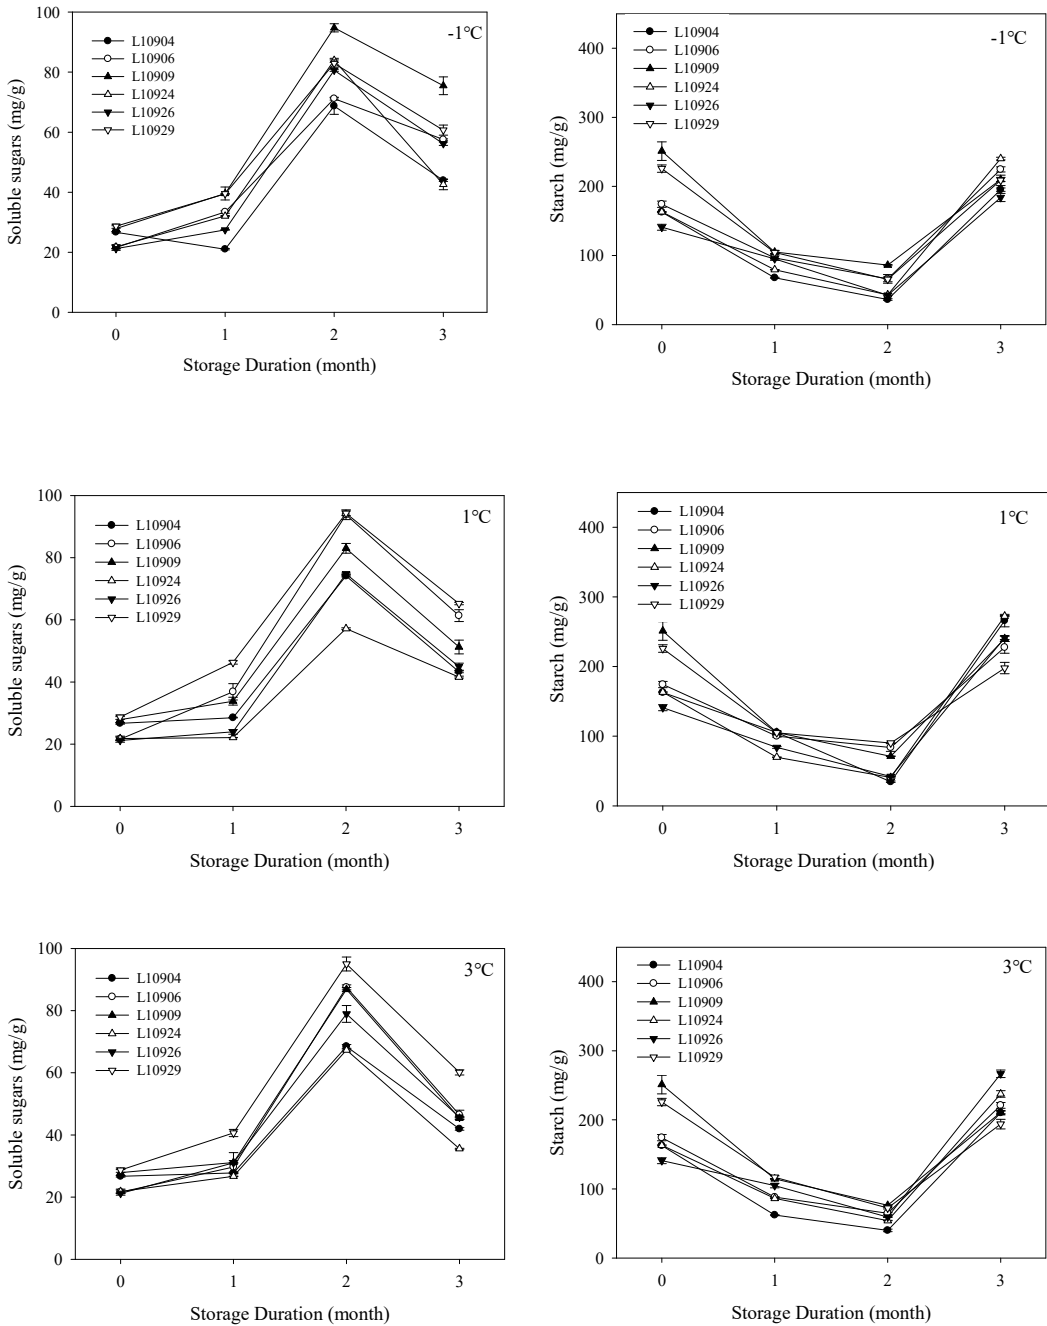 100
80
60
40
20
0
Soluble sugars (mg/g)
L10904
L10906
L10909
L10924
L10926
L10929
-1℃
0 1 2 3
Storage Duration (month)
400
300
200
100
0
Starch (mg/g)
L10904
L10906
L10909
L10924
L10926
L10929
-1℃
0 1 2 3
Storage Duration (month)
100
80
60
40
20
0
Soluble sugars (mg/g)
L10904
L10906
L10909
L10924
L10926
L10929
1℃
0 1 2 3
Storage Duration (month)
400
300
200
100
0
Starch (mg/g)
L10904
L10906
L10909
L10924
L10926
L10929
1℃
0 1 2 3
Storage Duration (month)
100
80
60
40
20
0
Soluble sugars (mg/g)
L10904
L10906
L10909
L10924
L10926
L10929
3℃
0 1 2 3
Storage Duration (month)
400
300
200
100
0
Starch (mg/g)
L10904
L10906
L10909
L10924
L10926
L10929
3℃
0 1 2 3
Storage Duration (month)